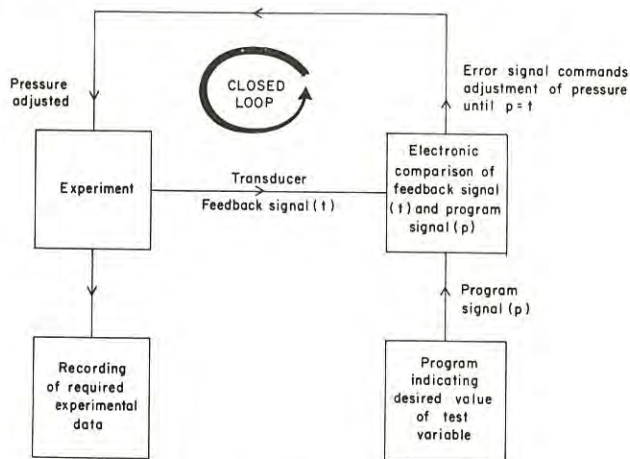 Pressure
adjusted
CLOSED
LOOP
Error signal commands
adjustment of pressure
until p=t
Experiment
Transducer
Feedback signal (t)
Electronic
comparison of
feedback signal
(t) and program
signal (p)
Program
signal (p)
Recording
of required
experimental
data
Program
indicating
desired value
of test
variable